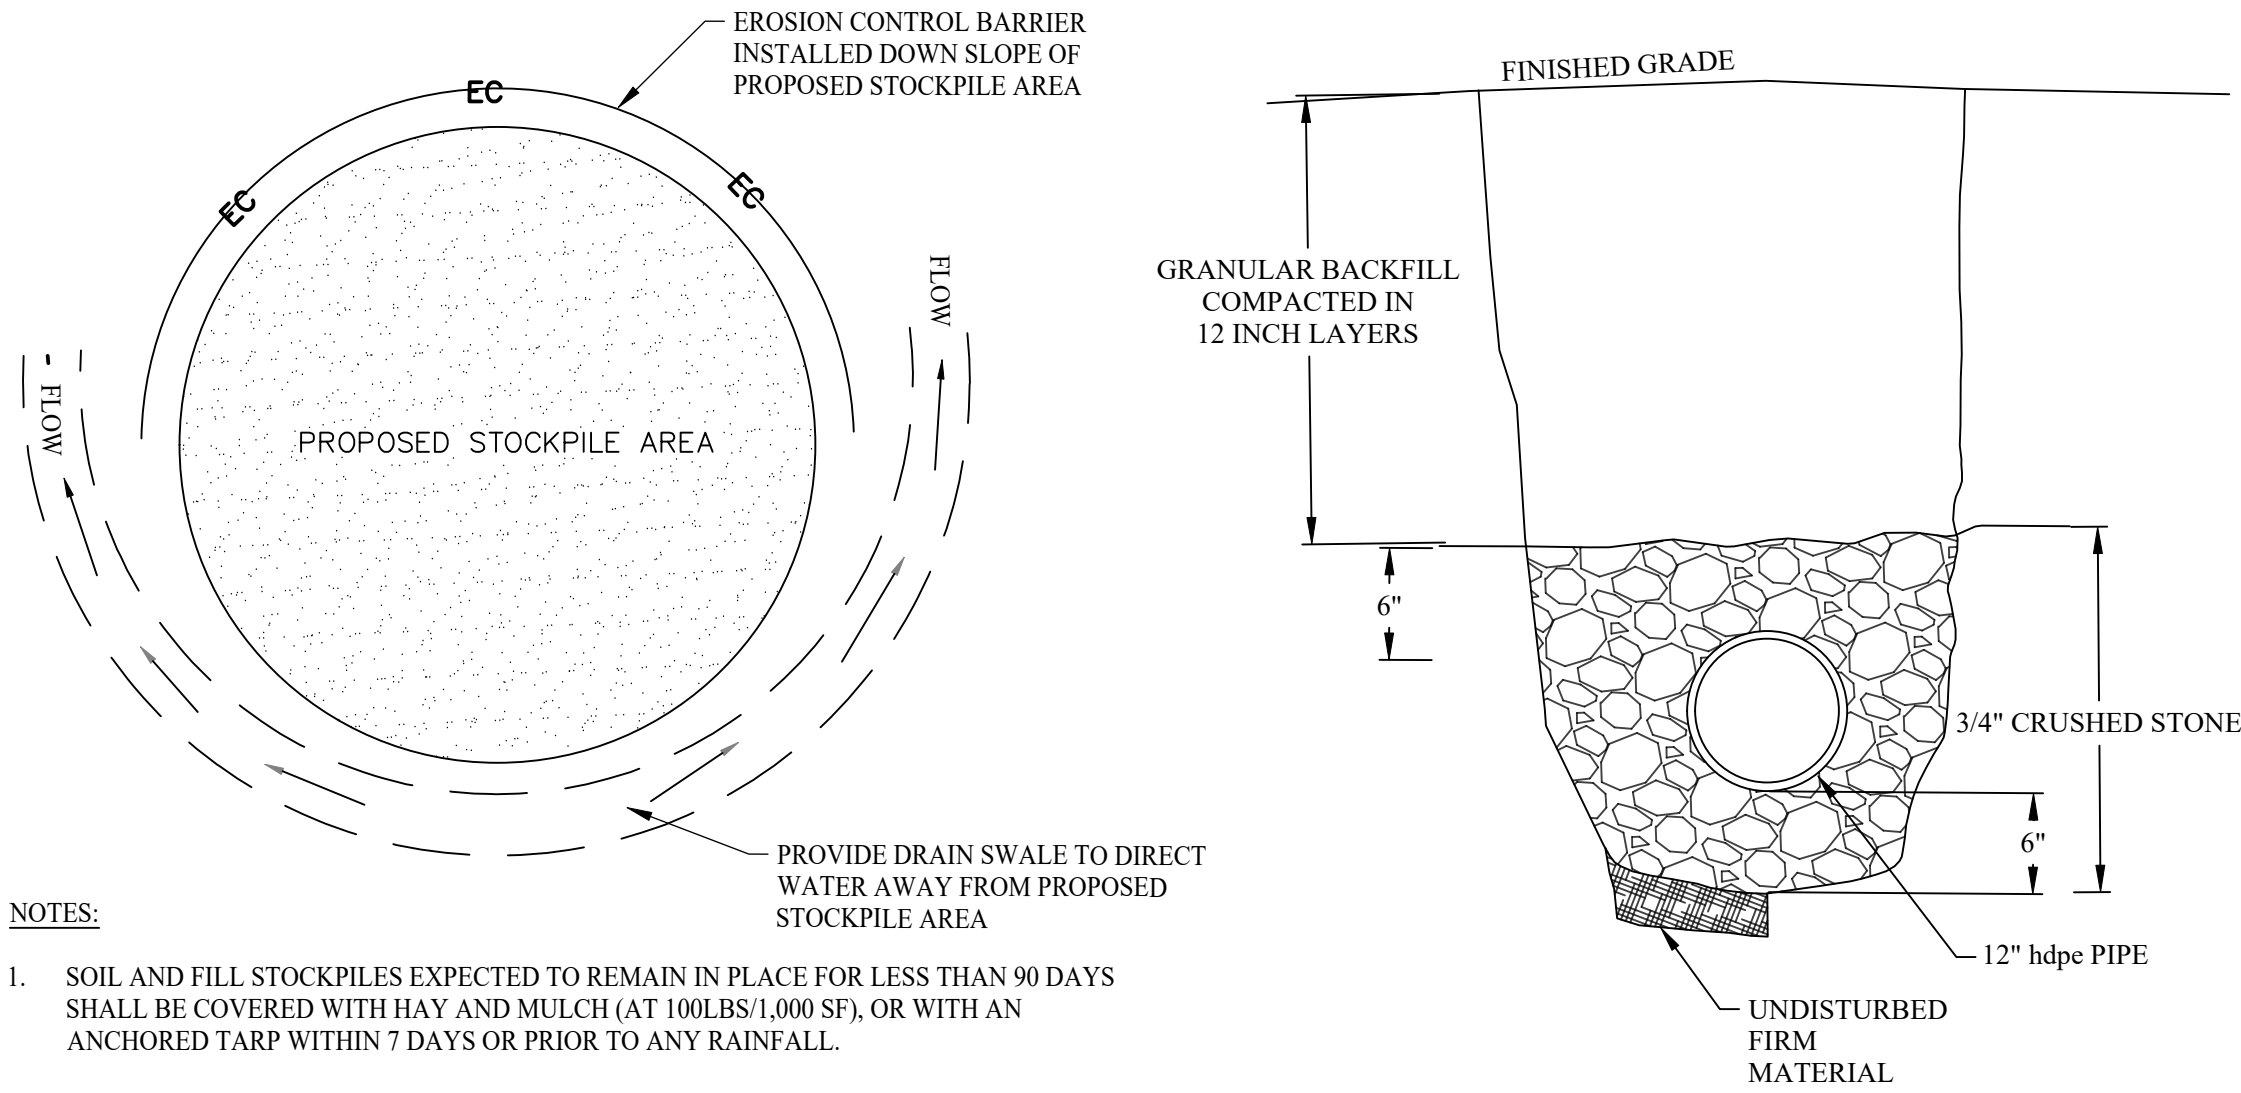 EROSION CONTROL BARRIER
INSTALLED DOWN SLOPE OF
PROPOSED STOCKPILE AREA
EC
EC
EC
FLOW
FLOW
PROPOSED STOCKPILE AREA
PROVIDE DRAIN SWALE TO DIRECT
WATER AWAY FROM PROPOSED
STOCKPILE AREA
NOTES:
1. SOIL AND FILL STOCKPILES EXPECTED TO REMAIN IN PLACE FOR LESS THAN 90 DAYS
SHALL BE COVERED WITH HAY AND MULCH (AT 100LBS/1,000 SF), OR WITH AN
ANCHORED TARP WITHIN 7 DAYS OR PRIOR TO ANY RAINFALL.
FINISHED GRADE
GRANULAR BACKFILL
COMPACTED IN
12 INCH LAYERS
6"
3/4" CRUSHED STONE
6"
12" hdpe PIPE
UNDISTURBED
FIRM
MATERIAL